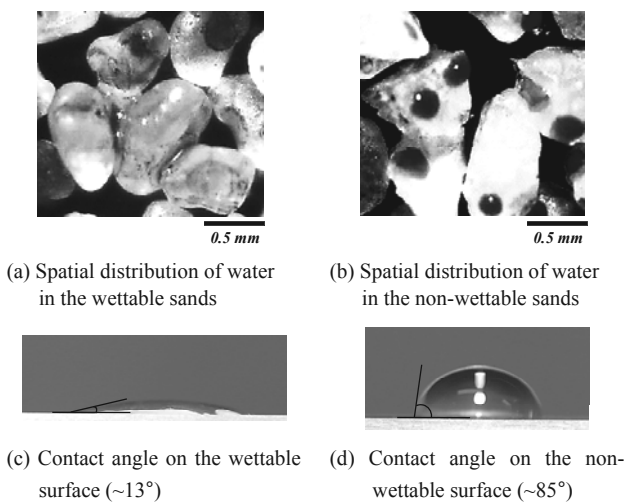 0.5 mm
0.5 mm
(a) Spatial distribution of water
in the wettable sands
(b) Spatial distribution of water
in the non-wettable sands
(c) Contact angle on the wettable
surface (~13°)
(d) Contact angle on the non-
wettable surface (~85°)